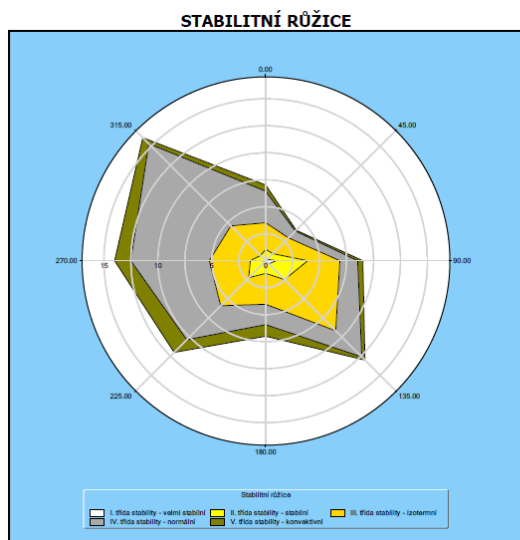 STABILITNÍ RŮŽICE
0.00
315.00
45.00
270.00
15
10
5
0
90.00
225.00
135.00
180.00
Stabilitní růžice
I. třída stability - velmi stabilní
II. třída stability - stabilní
III. třída stability - izotermní
IV. třída stability - normální
V. třída stability - konvektivní